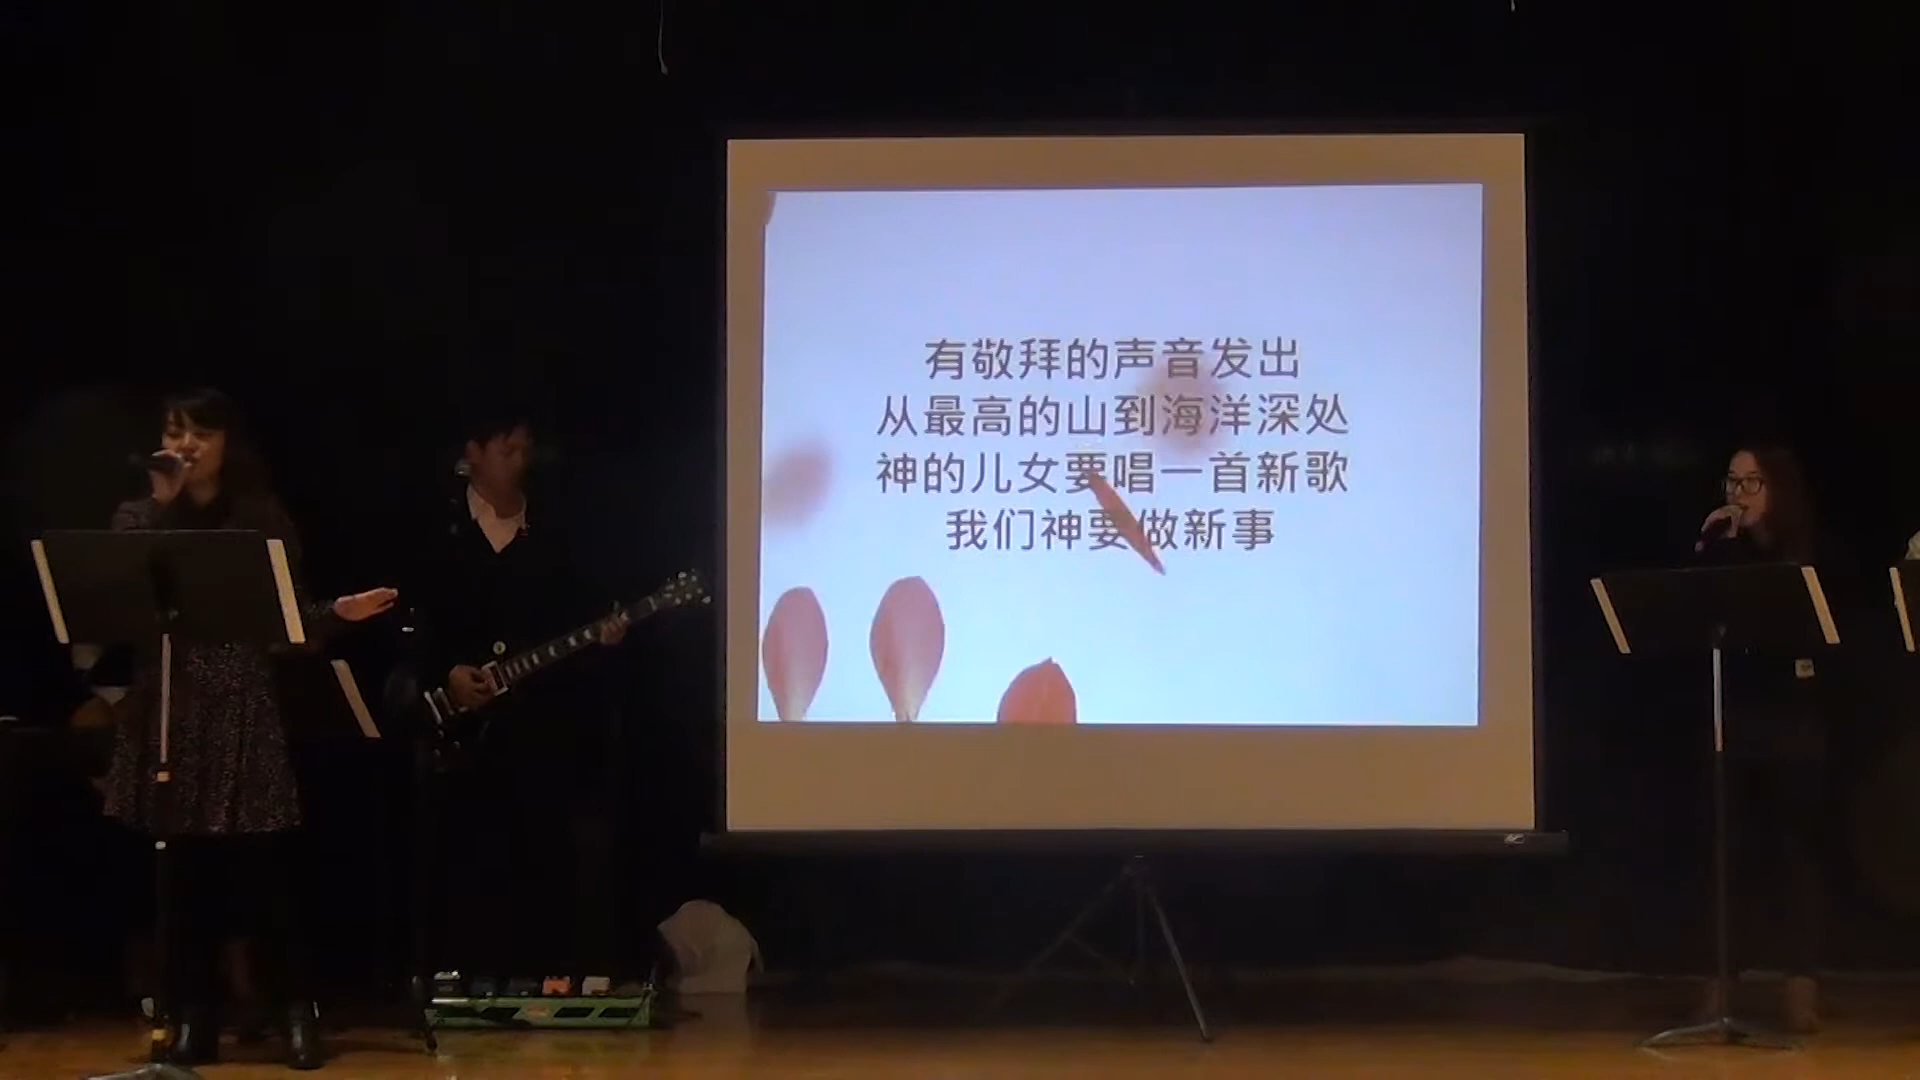 有敬拜的声音发出
从最高的山到海洋深处
神的儿女要唱一首新歌
我们神要做新事